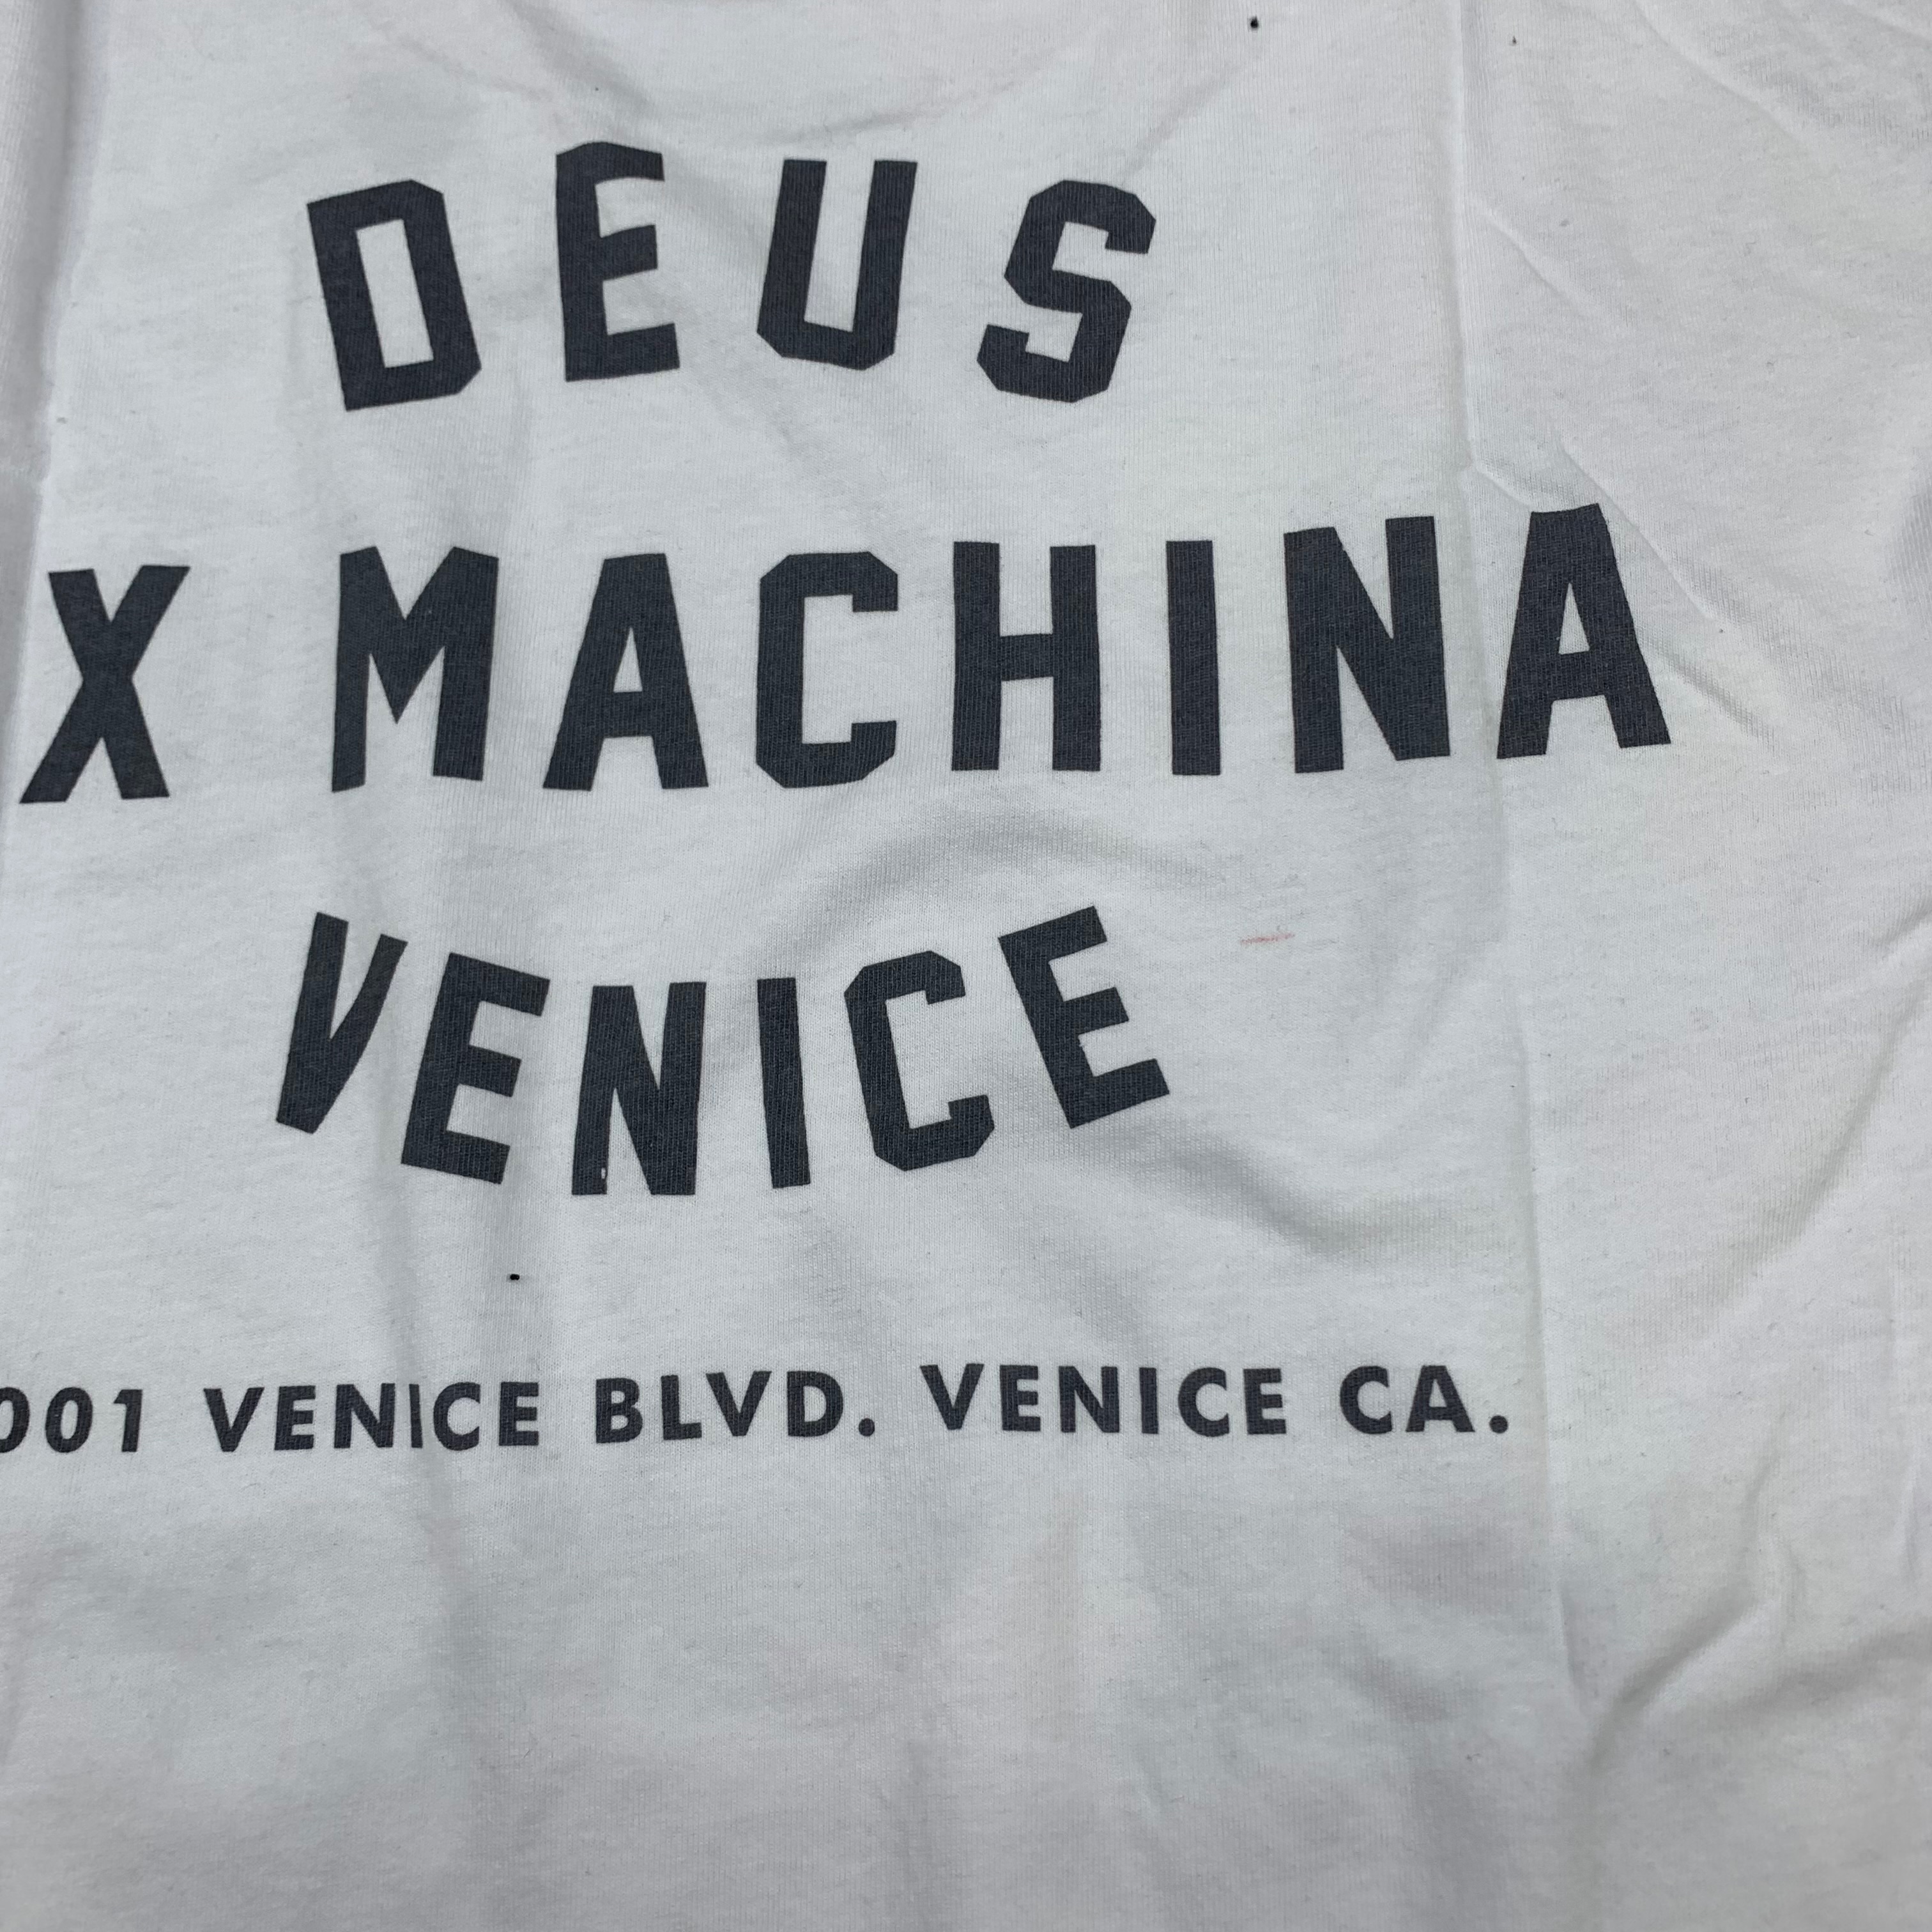 DEUS
X MACHINA
VENICE
001 VENICE BLVD. VENICE CA.